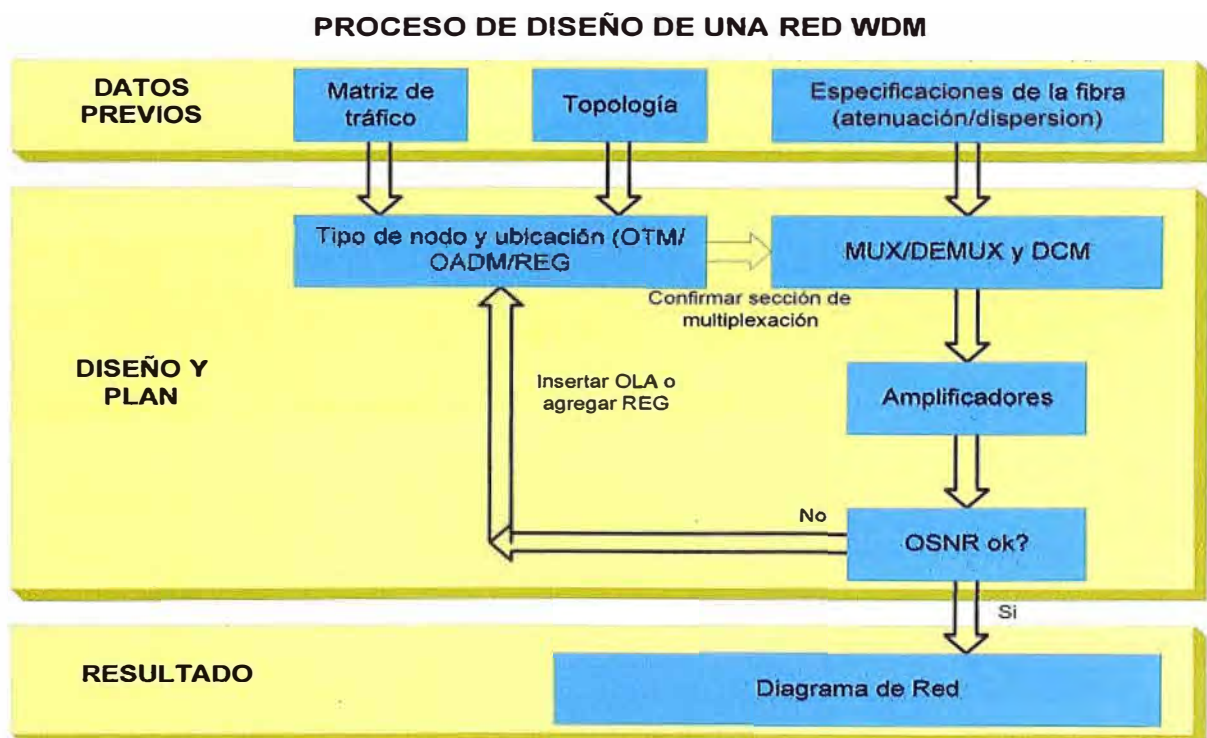 PROCESO DE DISEÑO DE UNA RED WDM
DATOS
PREVIOS
Matriz de
tráfico
Topología
Especificaciones de la fibra
(atenuación/dispersion)
Tipo de nodo y ubicación (OTM/
OADM/REG
MUX/DEMUX y DCM
Confirmar sección de
multiplexación
DISEÑO Y
PLAN
Insertar OLA o
agregar REG
Amplificadores
No
OSNR ok?
Si
RESULTADO
Diagrama de Red